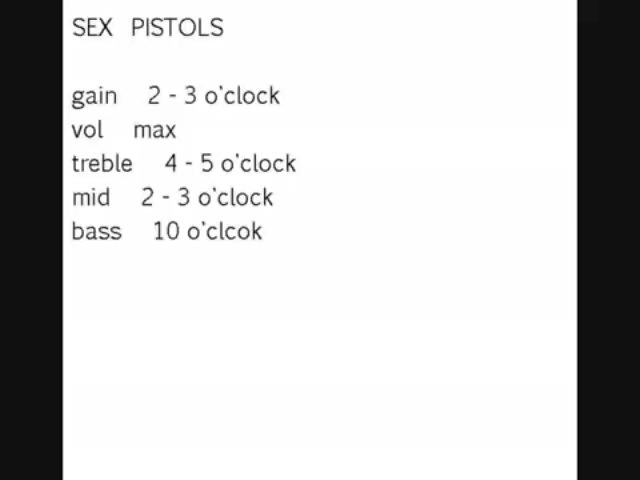 SEX PISTOLS
gain 2 - 3 o'clock
vol max
treble 4 - 5 o'clock
mid 2 - 3 o'clock
bass 10 o'clcok